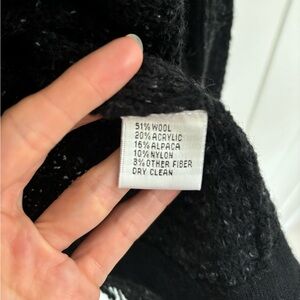 51% WOOL
20% ACRYLIC
16% ALPACA
10% NYLON
3% OTHER FIBER
DRY CLEAN